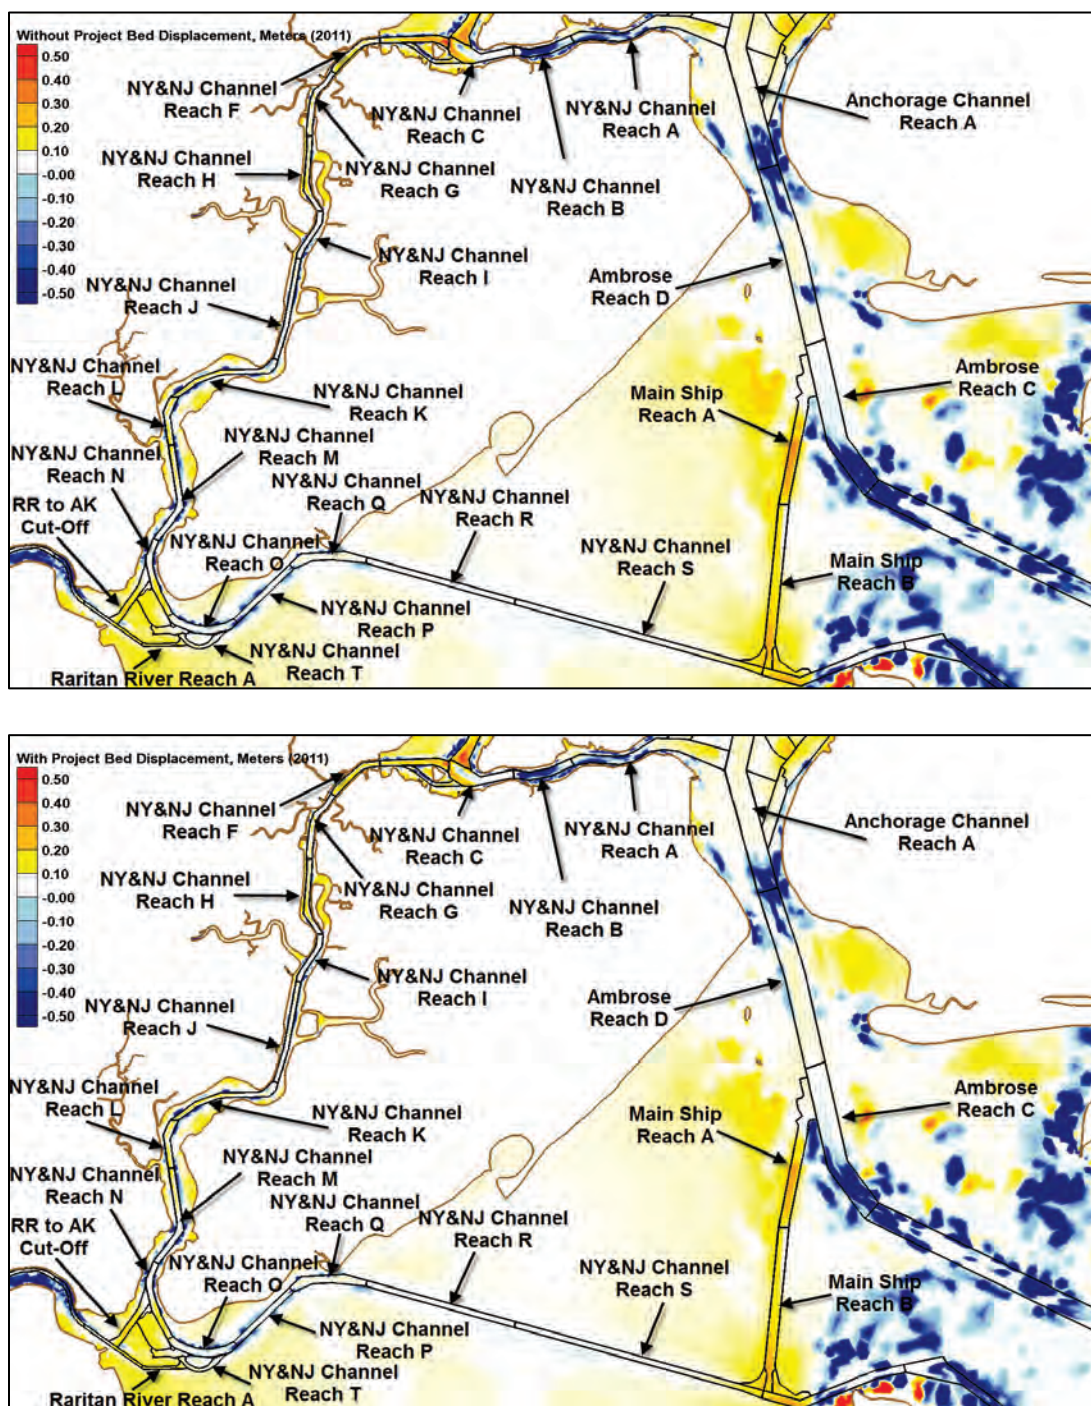 Without Project Bed Displacement, Meters (2011)
0.50
0.40
0.30
0.20
0.10
-0.00
-0.10
-0.20
-0.30
-0.40
-0.50
NY&NJ Channel
Reach F
NY&NJ Channel
Reach C
NY&NJ Channel
Reach A
Anchorage Channel
Reach A
NY&NJ Channel
Reach H
NY&NJ Channel
Reach G
NY&NJ Channel
Reach B
NY&NJ Channel
Reach I
Ambrose
Reach D
NY&NJ Channel
Reach J
NY&NJ Channel
Reach L
NY&NJ Channel
Reach K
Main Ship
Reach A
Ambrose
Reach C
NY&NJ Channel
Reach M
NY&NJ Channel
Reach N
NY&NJ Channel
Reach Q
NY&NJ Channel
Reach R
RR to AK
Cut-Off
NY&NJ Channel
Reach O
NY&NJ Channel
Reach S
Main Ship
Reach B
NY&NJ Channel
Reach P
NY&NJ Channel
Reach T
Raritan River Reach A
With Project Bed Displacement, Meters (2011)
0.50
0.40
0.30
0.20
0.10
-0.00
-0.10
-0.20
-0.30
-0.40
-0.50
NY&NJ Channel
Reach F
NY&NJ Channel
Reach C
NY&NJ Channel
Reach A
Anchorage Channel
Reach A
NY&NJ Channel
Reach H
NY&NJ Channel
Reach G
NY&NJ Channel
Reach B
NY&NJ Channel
Reach I
Ambrose
Reach D
NY&NJ Channel
Reach J
NY&NJ Channel
Reach L
NY&NJ Channel
Reach K
Main Ship
Reach A
Ambrose
Reach C
NY&NJ Channel
Reach M
NY&NJ Channel
Reach N
NY&NJ Channel
Reach Q
NY&NJ Channel
Reach R
RR to AK
Cut-Off
NY&NJ Channel
Reach O
NY&NJ Channel
Reach S
Main Ship
Reach B
NY&NJ Channel
Reach P
NY&NJ Channel
Reach T
Raritan River Reach A